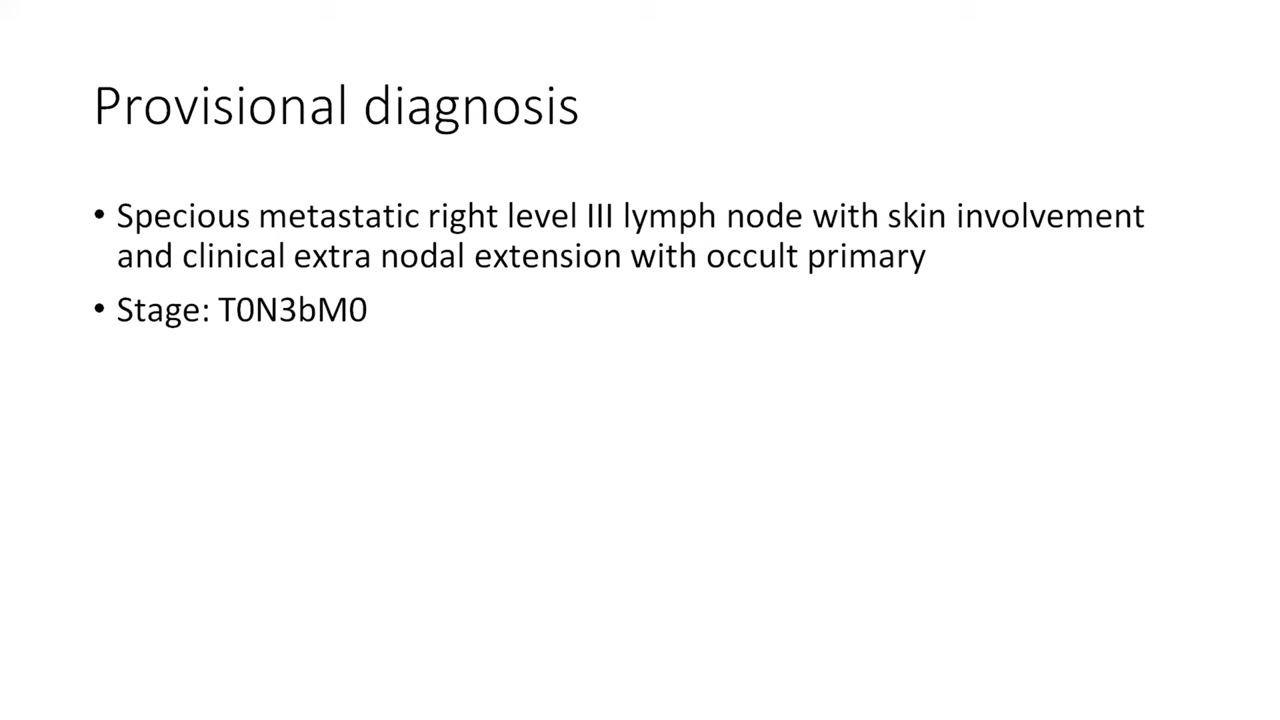 Provisional diagnosis
• Specious metastatic right level III lymph node with skin involvement
and clinical extra nodal extension with occult primary
• Stage: T0N3bM0